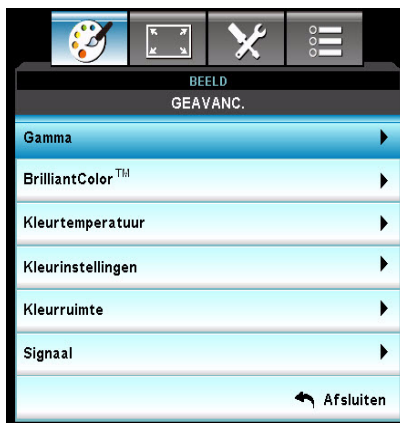 BEELD
GEAVANC.
Gamma
BrilliantColor™
Kleurtemperatuur
Kleurinstellingen
Kleurruimte
Signaal
Afsluiten